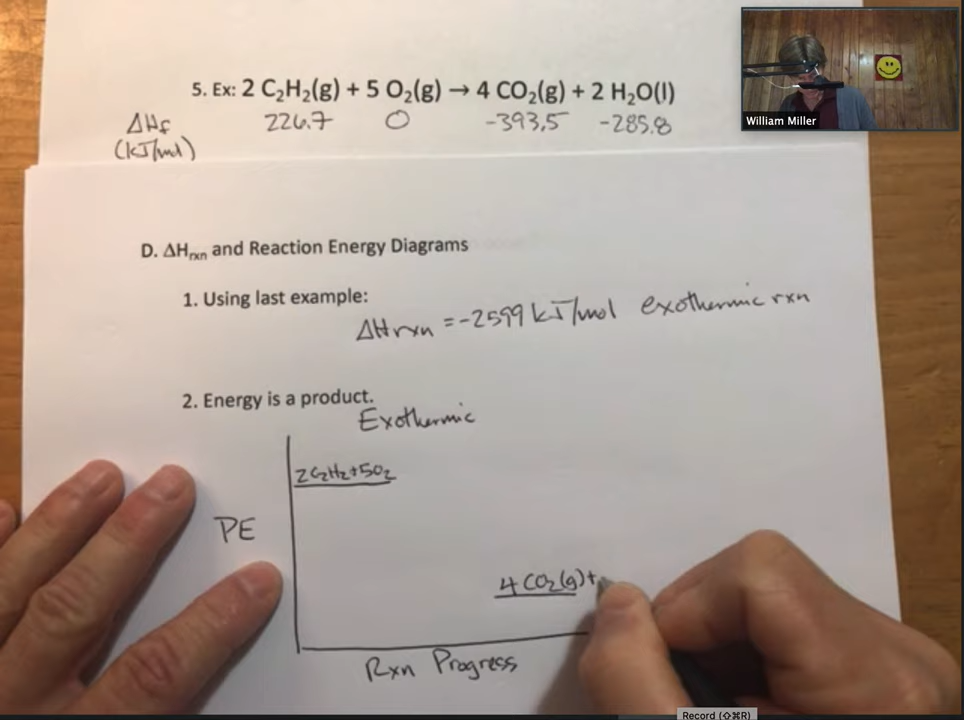 5. Ex: 2 C₂H₂(g) + 5 O₂(g) → 4 CO₂(g) + 2 H₂O(l)
ΔHf 226.7 0 -393.5 -285.8
(kJ/mol)
William Miller
D. ΔHrxn and Reaction Energy Diagrams
1. Using last example:
ΔHrxn = -2599 kJ/mol exothermic rxn
2. Energy is a product.
Exothermic
2C₂H₂+5O₂
PE
4CO₂(g)+
Rxn Progress
Record (⇧⌘R)